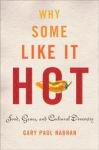 WHY
SOME
LIKE IT
HOT
Food, Genes, and Cultural Diversity
GARY PAUL NABHAN